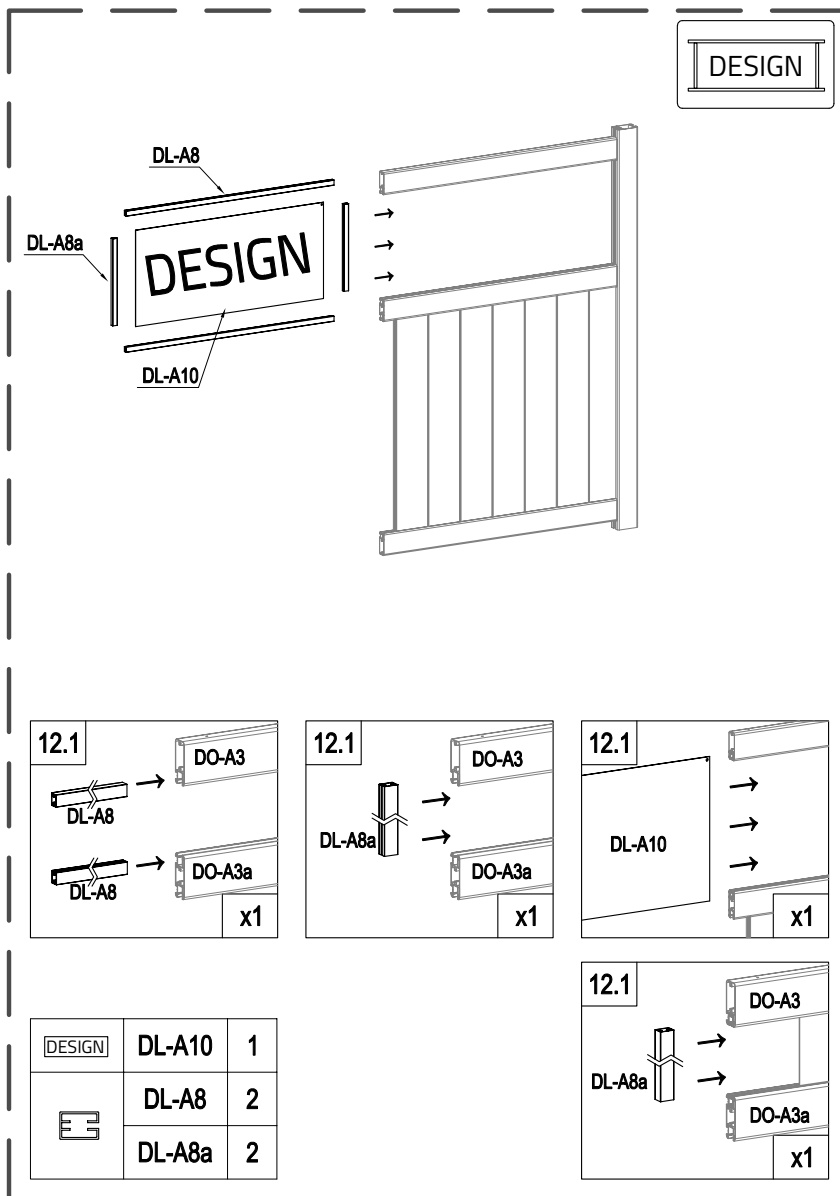 DESIGN
DL-A8
DL-A8a
DESIGN
DL-A10
12.1
DO-A3
DL-A8
DL-A8
DO-A3a
x1
12.1
DO-A3
DL-A8a
DO-A3a
x1
12.1
DL-A10
x1
12.1
DO-A3
DL-A8a
DO-A3a
x1
DESIGN DL-A10 1
DL-A8 2
DL-A8a 2